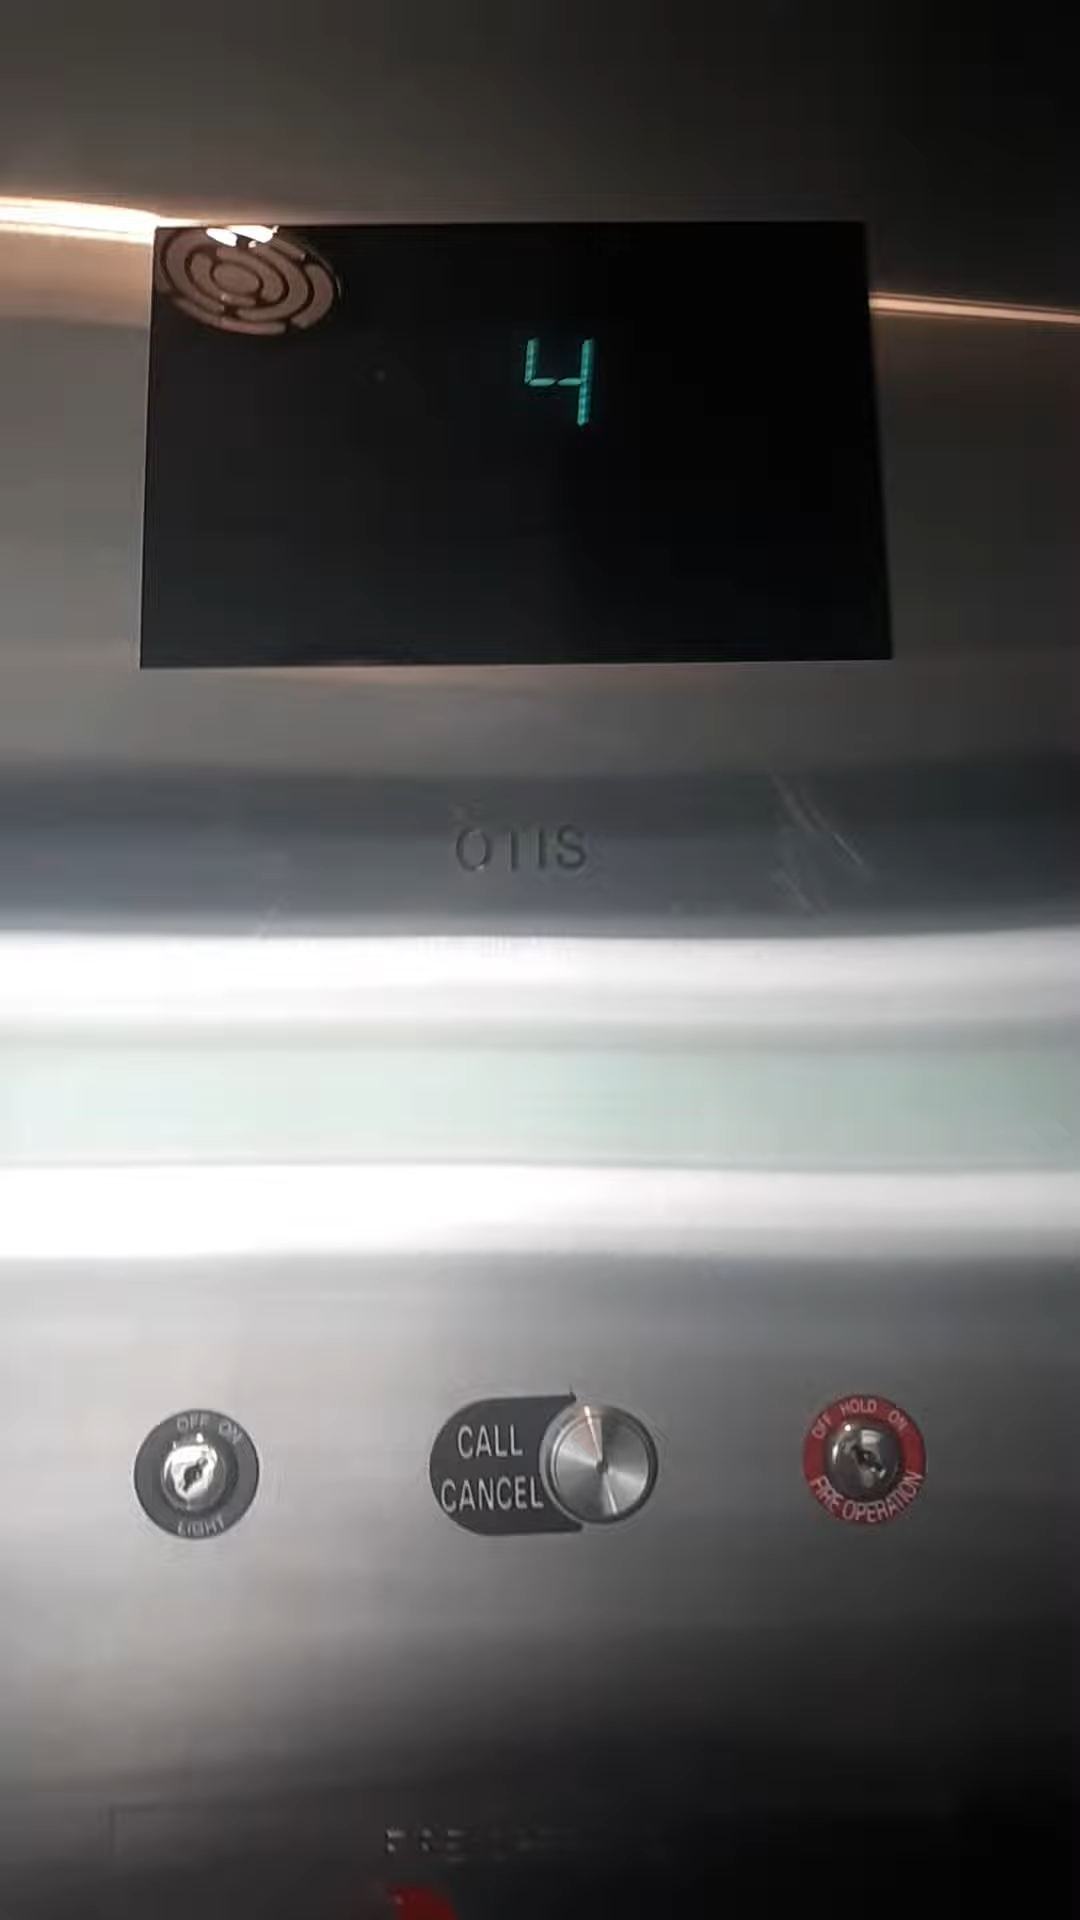 4
OTIS
OFF ON
LIGHT
CALL
CANCEL
OFF HOLD ON
FIRE OPERATION